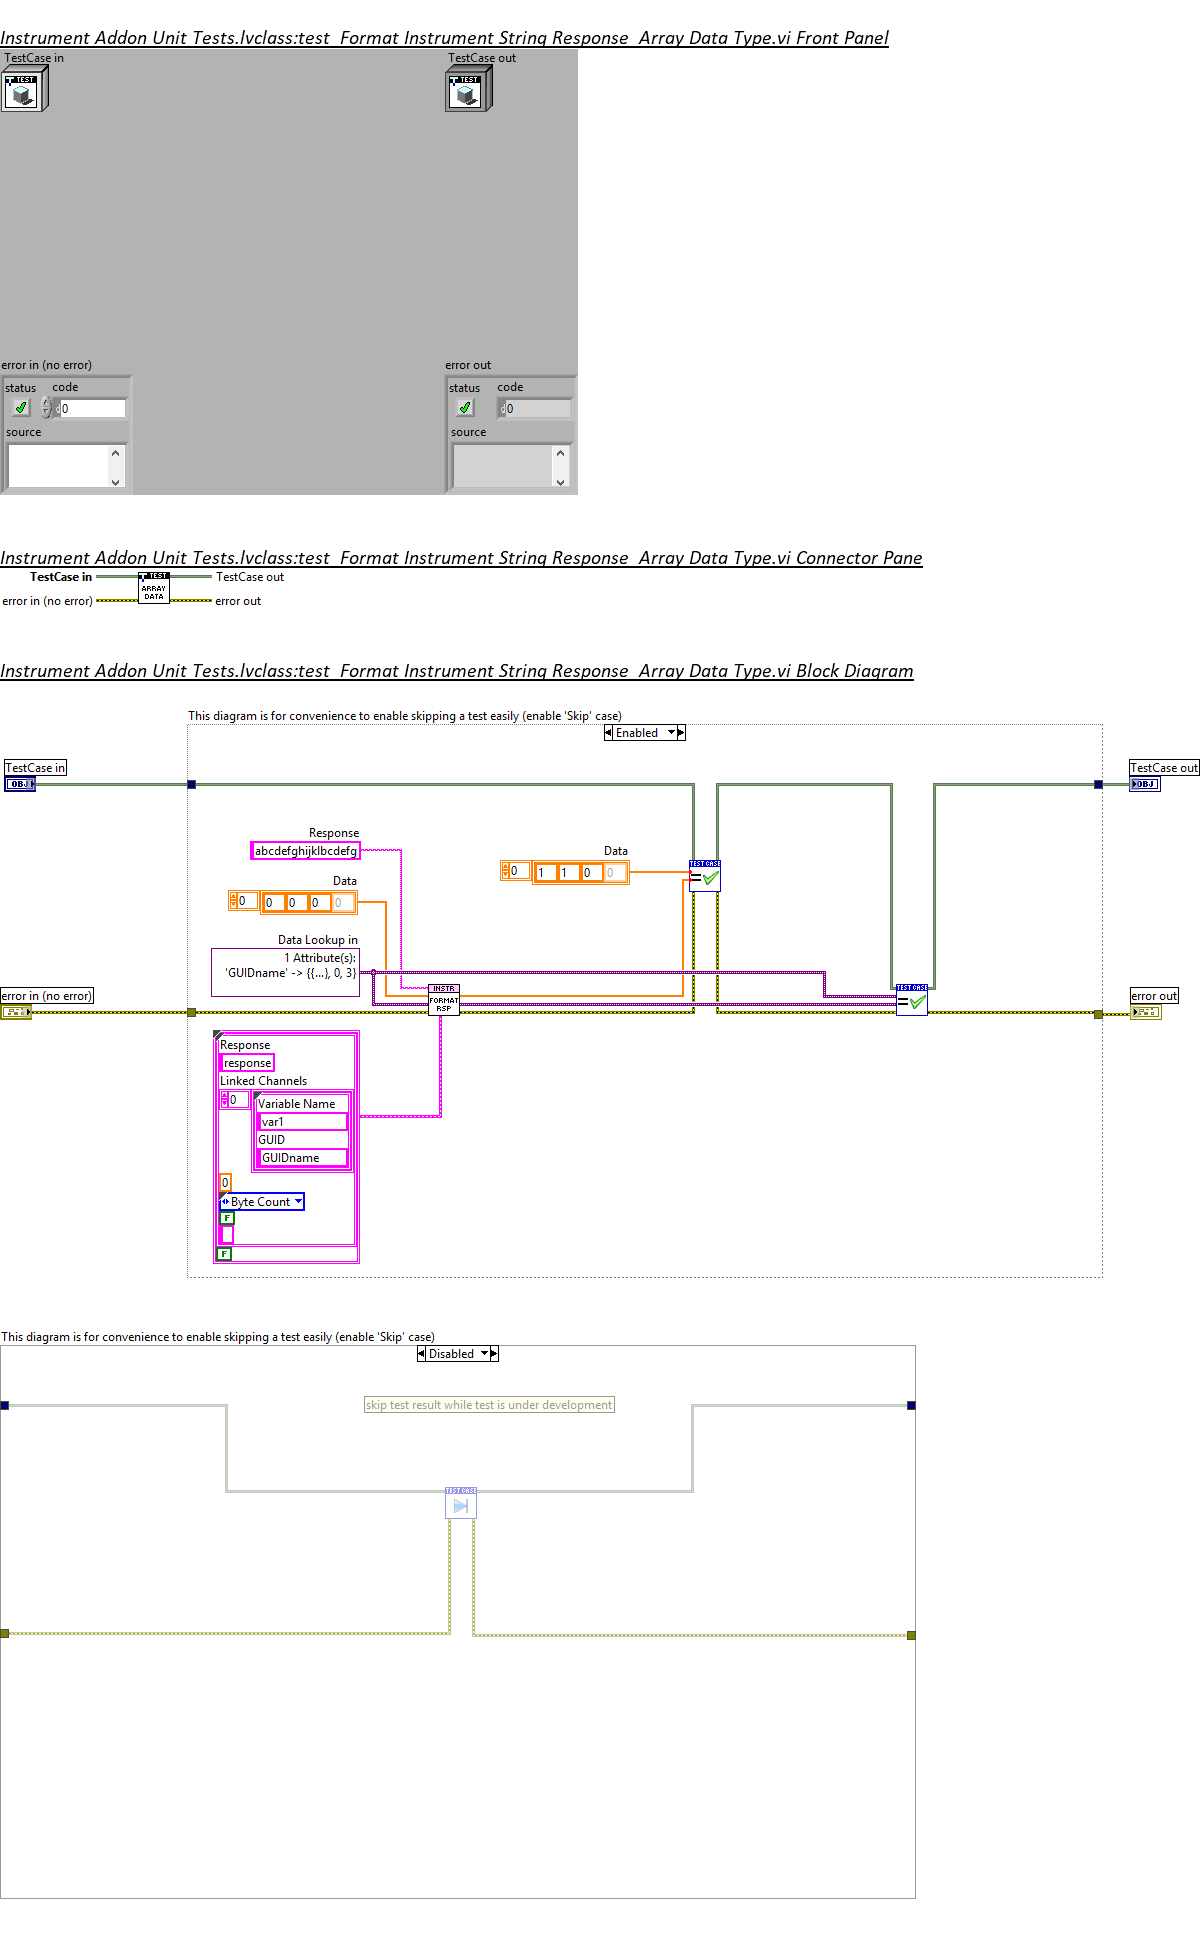 Instrument Addon Unit Tests.lvclass:test_Format Instrument String Response_Array Data Type.vi Front Panel
TestCase in
TestCase out
TEST
TEST
error in (no error)
error out
status
code
status
code
d
0
d
0
source
source
Instrument Addon Unit Tests.lvclass:test_Format Instrument String Response_Array Data Type.vi Connector Pane
TestCase in
TEST
TestCase out
ARRAY
DATA
error in (no error)
error out
Instrument Addon Unit Tests.lvclass:test_Format Instrument String Response_Array Data Type.vi Block Diagram
This diagram is for convenience to enable skipping a test easily (enable 'Skip' case)
Enabled
TestCase in
OBJ
TestCase out
OBJ
Response
abcdefghijklbcdefg
Data
0
1 1 0 0
TEST CASE
=
Data
0
0 0 0 0
Data Lookup in
1 Attribute(s):
'GUIDname' -> {{...}, 0, 3}
INSTR
FORMAT
RSP
TEST CASE
=
error in (no error)
error out
Response
response
Linked Channels
0
Variable Name
var1
GUID
GUIDname
0
Byte Count
F
F
This diagram is for convenience to enable skipping a test easily (enable 'Skip' case)
Disabled
skip test result while test is under development
TEST CASE